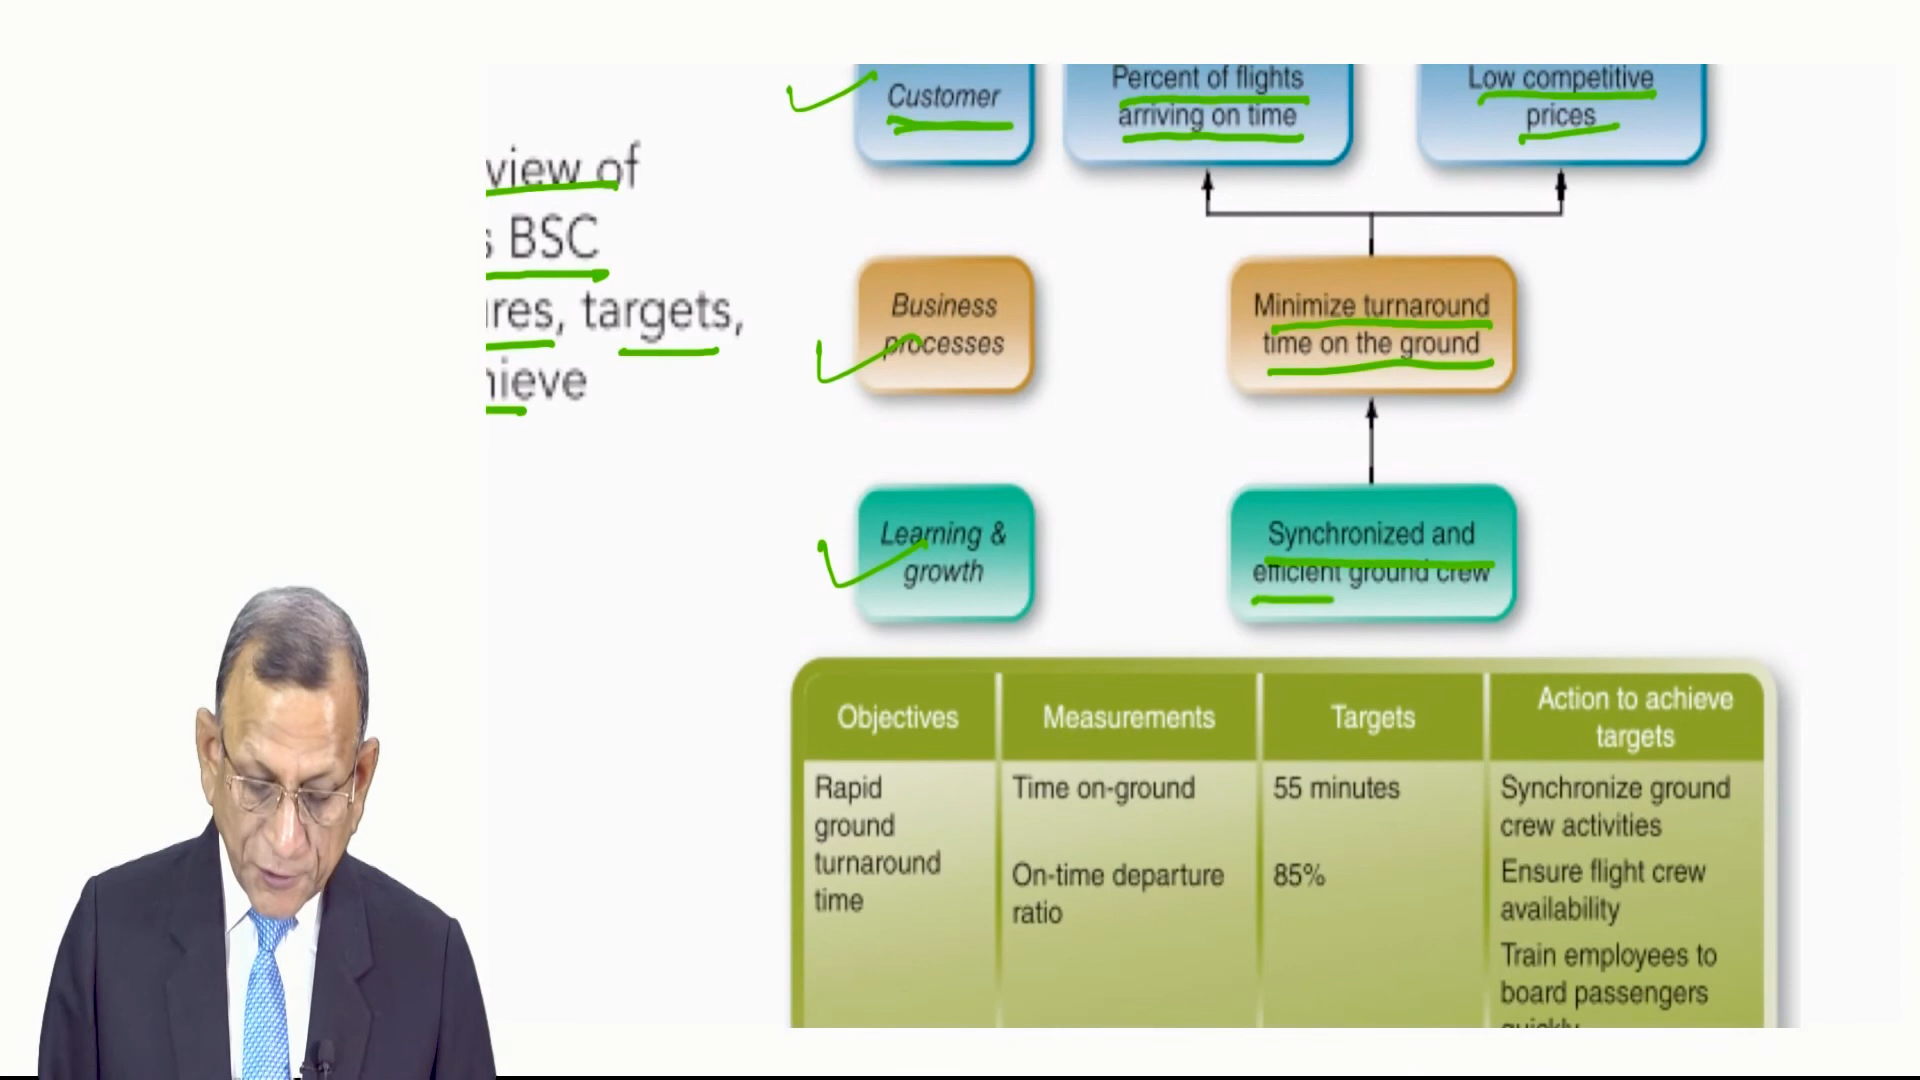 view of
s BSC
res, targets,
hieve
Customer
Percent of flights
arriving on time
Low competitive
prices
Business
processes
Minimize turnaround
time on the ground
Learning &
growth
Synchronized and
efficient ground crew
Objectives
Measurements
Targets
Action to achieve
targets
Rapid
ground
turnaround
time
Time on-ground
On-time departure
ratio
55 minutes
85%
Synchronize ground
crew activities
Ensure flight crew
availability
Train employees to
board passengers
quickly